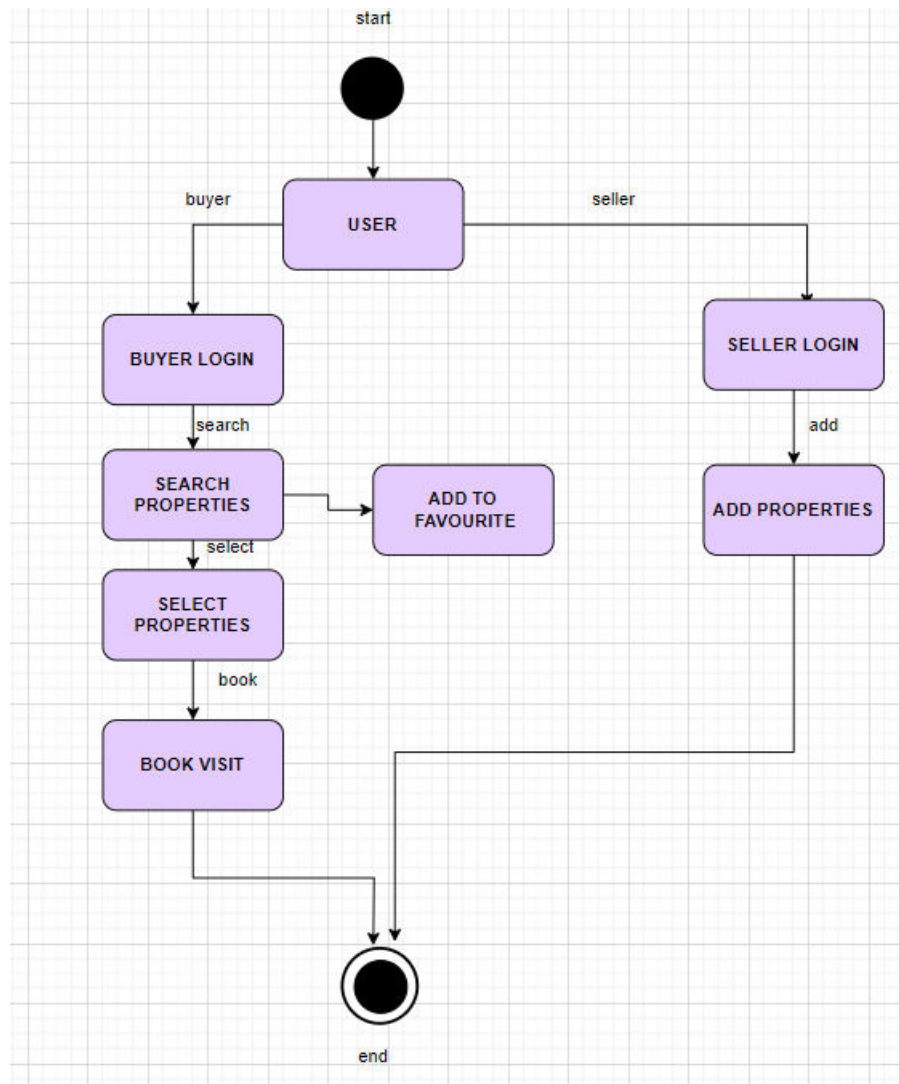 start
buyer
seller
USER
BUYER LOGIN
SELLER LOGIN
search
add
SEARCH
PROPERTIES
ADD TO
FAVOURITE
ADD PROPERTIES
select
SELECT
PROPERTIES
book
BOOK VISIT
end